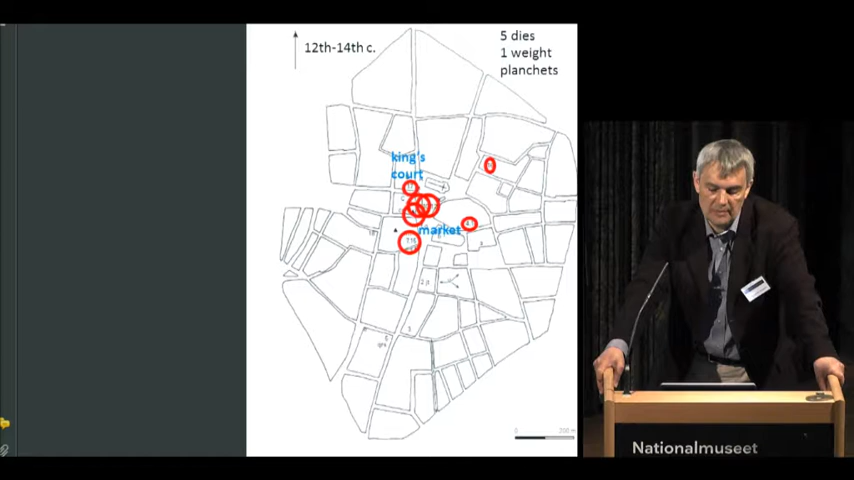 12th-14th c.
5 dies
1 weight
planchets
king's
court
market
Nationalmuseet